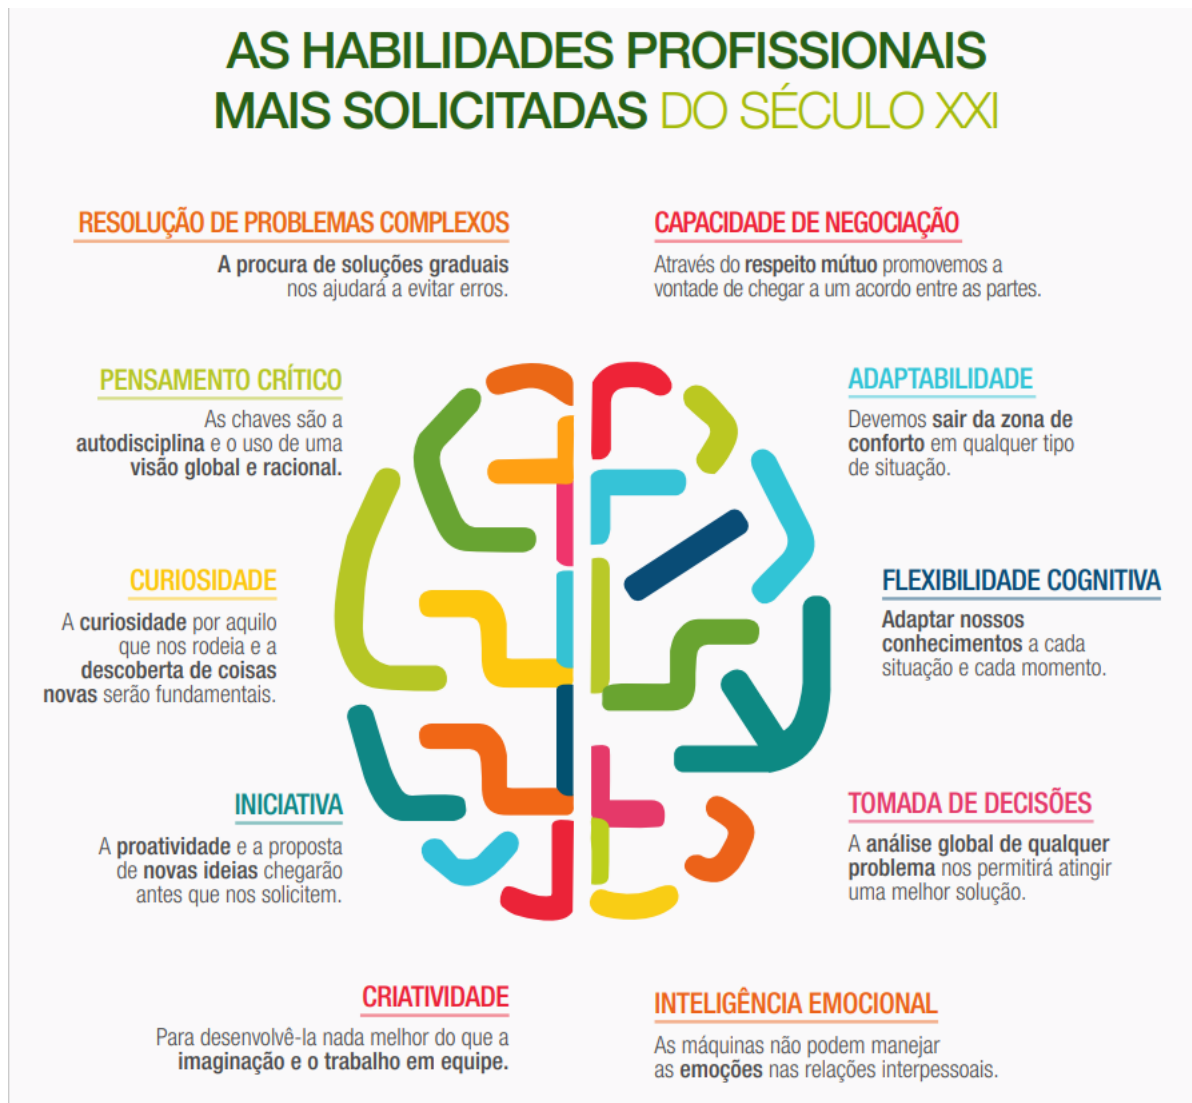 AS HABILIDADES PROFISSIONAIS
MAIS SOLICITADAS DO SÉCULO XXI
RESOLUÇÃO DE PROBLEMAS COMPLEXOS
A procura de soluções graduais
nos ajudará a evitar erros.
CAPACIDADE DE NEGOCIAÇÃO
Através do respeito mútuo promovemos a
vontade de chegar a um acordo entre as partes.
PENSAMENTO CRÍTICO
As chaves são a
autodisciplina e o uso de uma
visão global e racional.
ADAPTABILIDADE
Devemos sair da zona de
conforto em qualquer tipo
de situação.
CURIOSIDADE
A curiosidade por aquilo
que nos rodeia e a
descoberta de coisas
novas serão fundamentais.
FLEXIBILIDADE COGNITIVA
Adaptar nossos
conhecimentos a cada
situação e cada momento.
INICIATIVA
A proatividade e a proposta
de novas ideias chegarão
antes que nos solicitem.
TOMADA DE DECISÕES
A análise global de qualquer
problema nos permitirá atingir
uma melhor solução.
CRIATIVIDADE
Para desenvolvê-la nada melhor do que a
imaginação e o trabalho em equipe.
INTELIGÊNCIA EMOCIONAL
As máquinas não podem manejar
as emoções nas relações interpessoais.